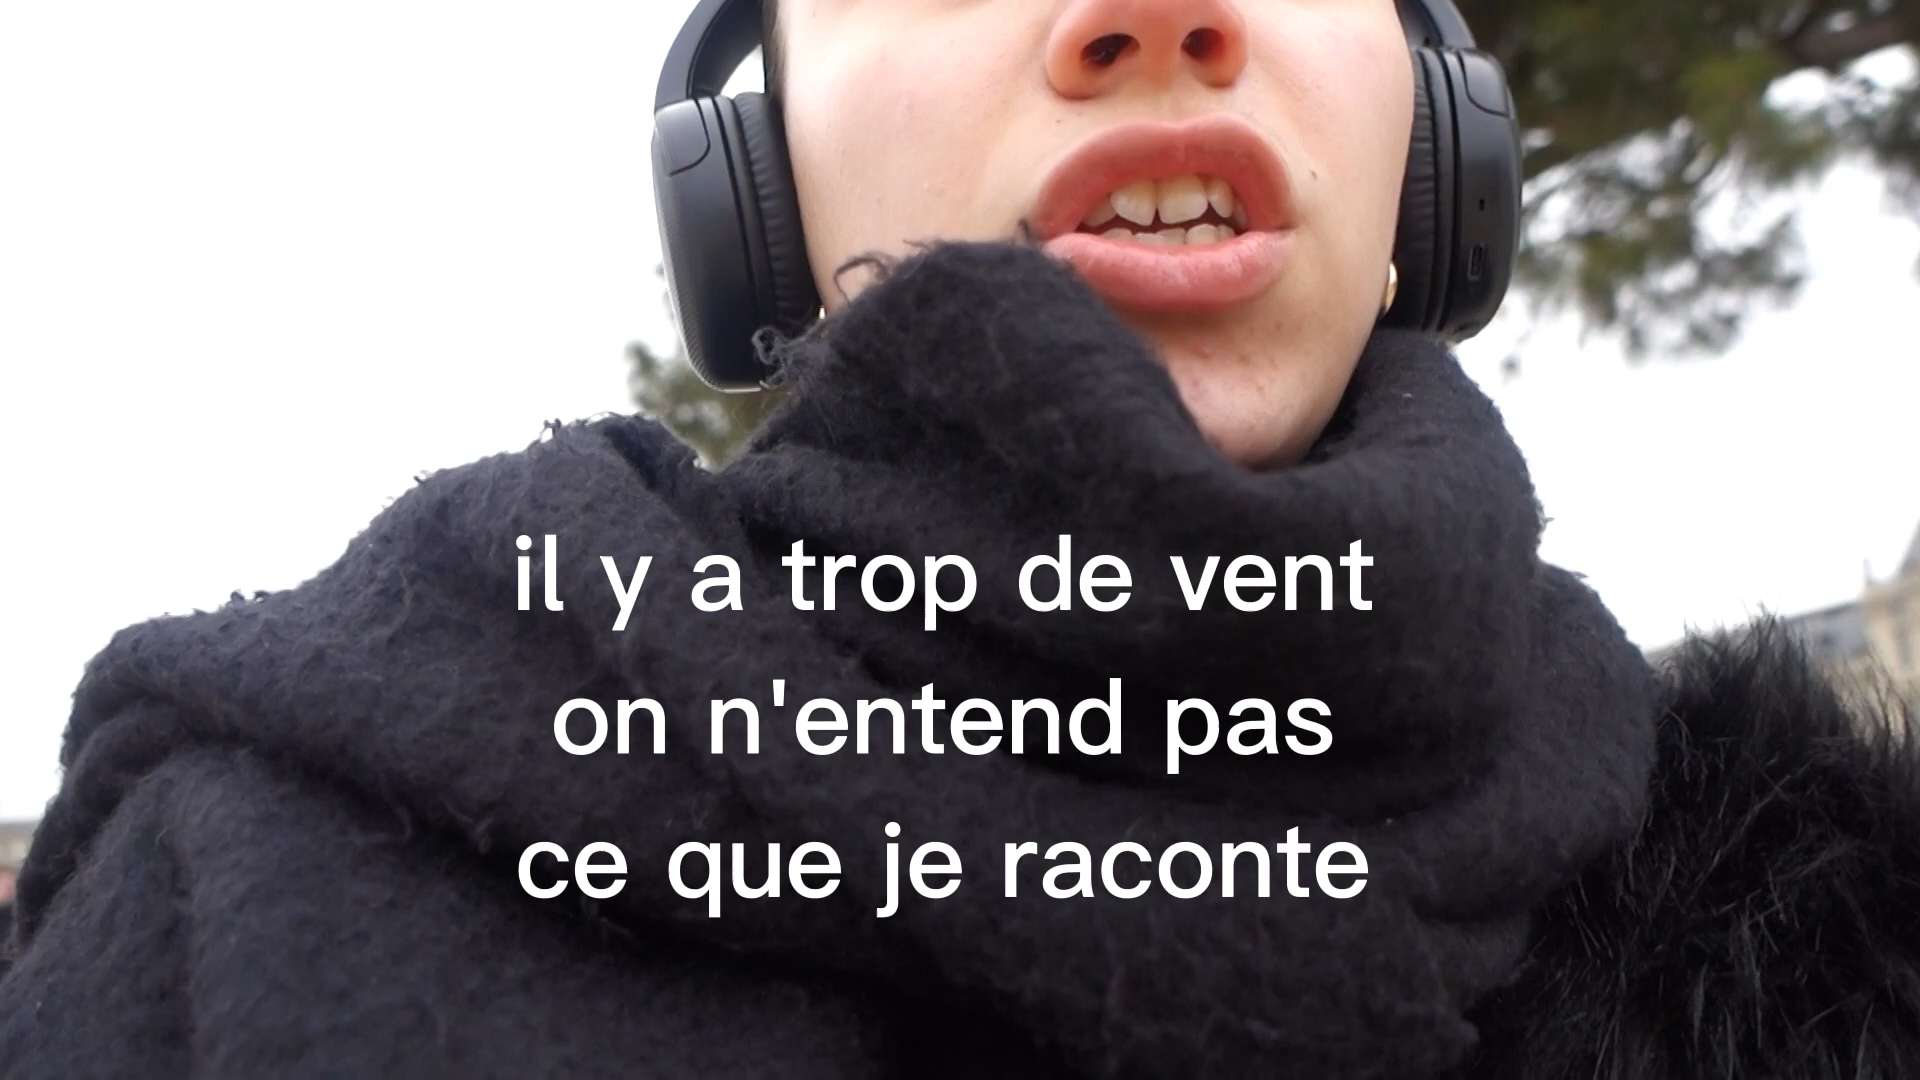 il y a trop de vent
on n'entend pas
ce que je raconte